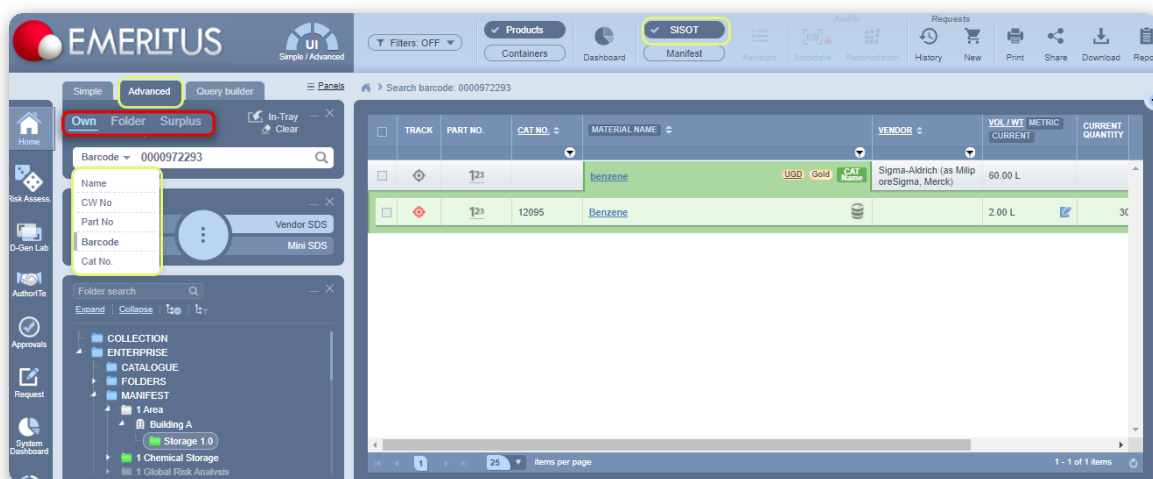 EMERITUS
UI
Simple / Advanced
Filters: OFF
Products
Containers
Dashboard
SISOT
Manifest
Receipts
Audits
Stocktake
Reconciliation
Requests
History
New
Print
Share
Download
Simple
Advanced
Query builder
Panels
Search barcode: 0000972293
Home
Risk Assess.
D-Gen Lab
AuthorITe
Approvals
Request
System
Dashboard
Own Folder Surplus
In-Tray
Clear
Barcode 0000972293
Name
CW No
Part No
Barcode
Cat No.
Vendor SDS
Mini SDS
Folder search
Expand Collapse
COLLECTION
ENTERPRISE
CATALOGUE
FOLDERS
MANIFEST
1 Area
Building A
Storage 1.0
1 Chemical Storage
1 Global Risk Analysis
TRACK PART NO. CAT NO. MATERIAL NAME VENDOR VOL / WT METRIC CURRENT
CURRENT QUANTITY
123 benzene UGD Gold CAT Name Sigma-Aldrich (as Milip
oreSigma, Merck) 60.00 L
123 12095 Benzene 2.00 L 30
1 25 items per page 1 - 1 of 1 items